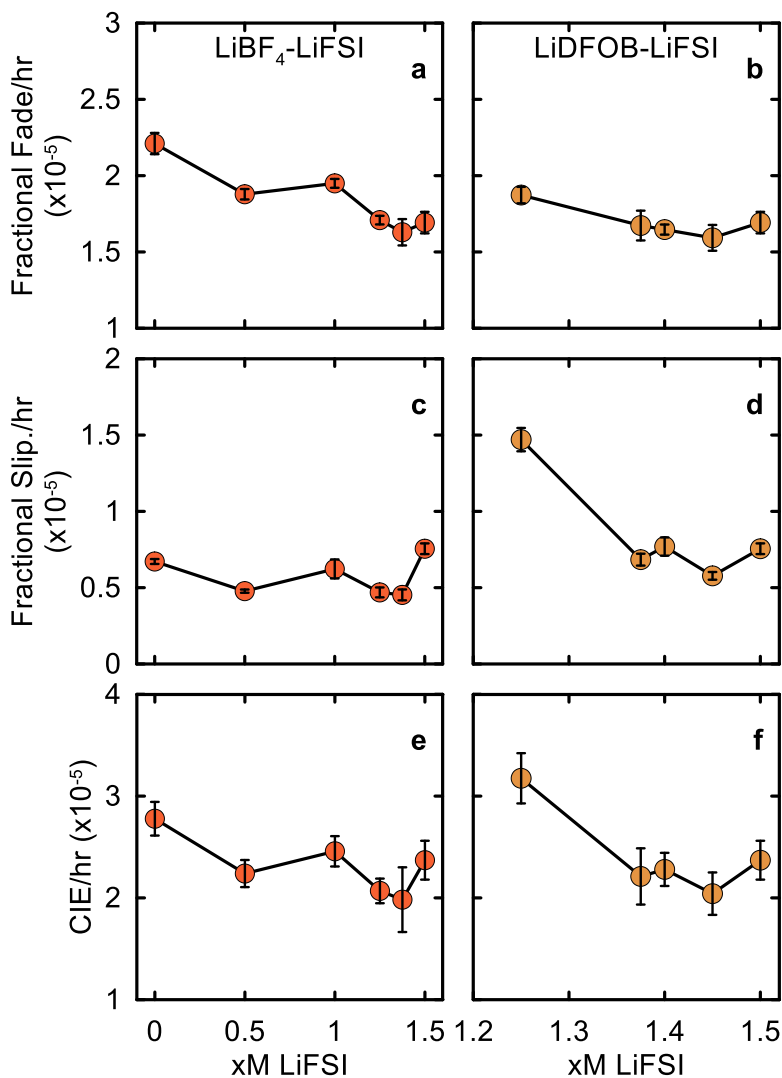 LiBF4-LiFSI
LiDFOB-LiFSI
a
b
Fractional Fade/hr
(x10-5)
3
2.5
2
1.5
1
c
d
Fractional Slip./hr
(x10-5)
2
1.5
1
0.5
0
e
f
CIE/hr (x10-5)
4
3
2
1
0
0.5
1
1.5
1.2
1.3
1.4
1.5
xM LiFSI
xM LiFSI